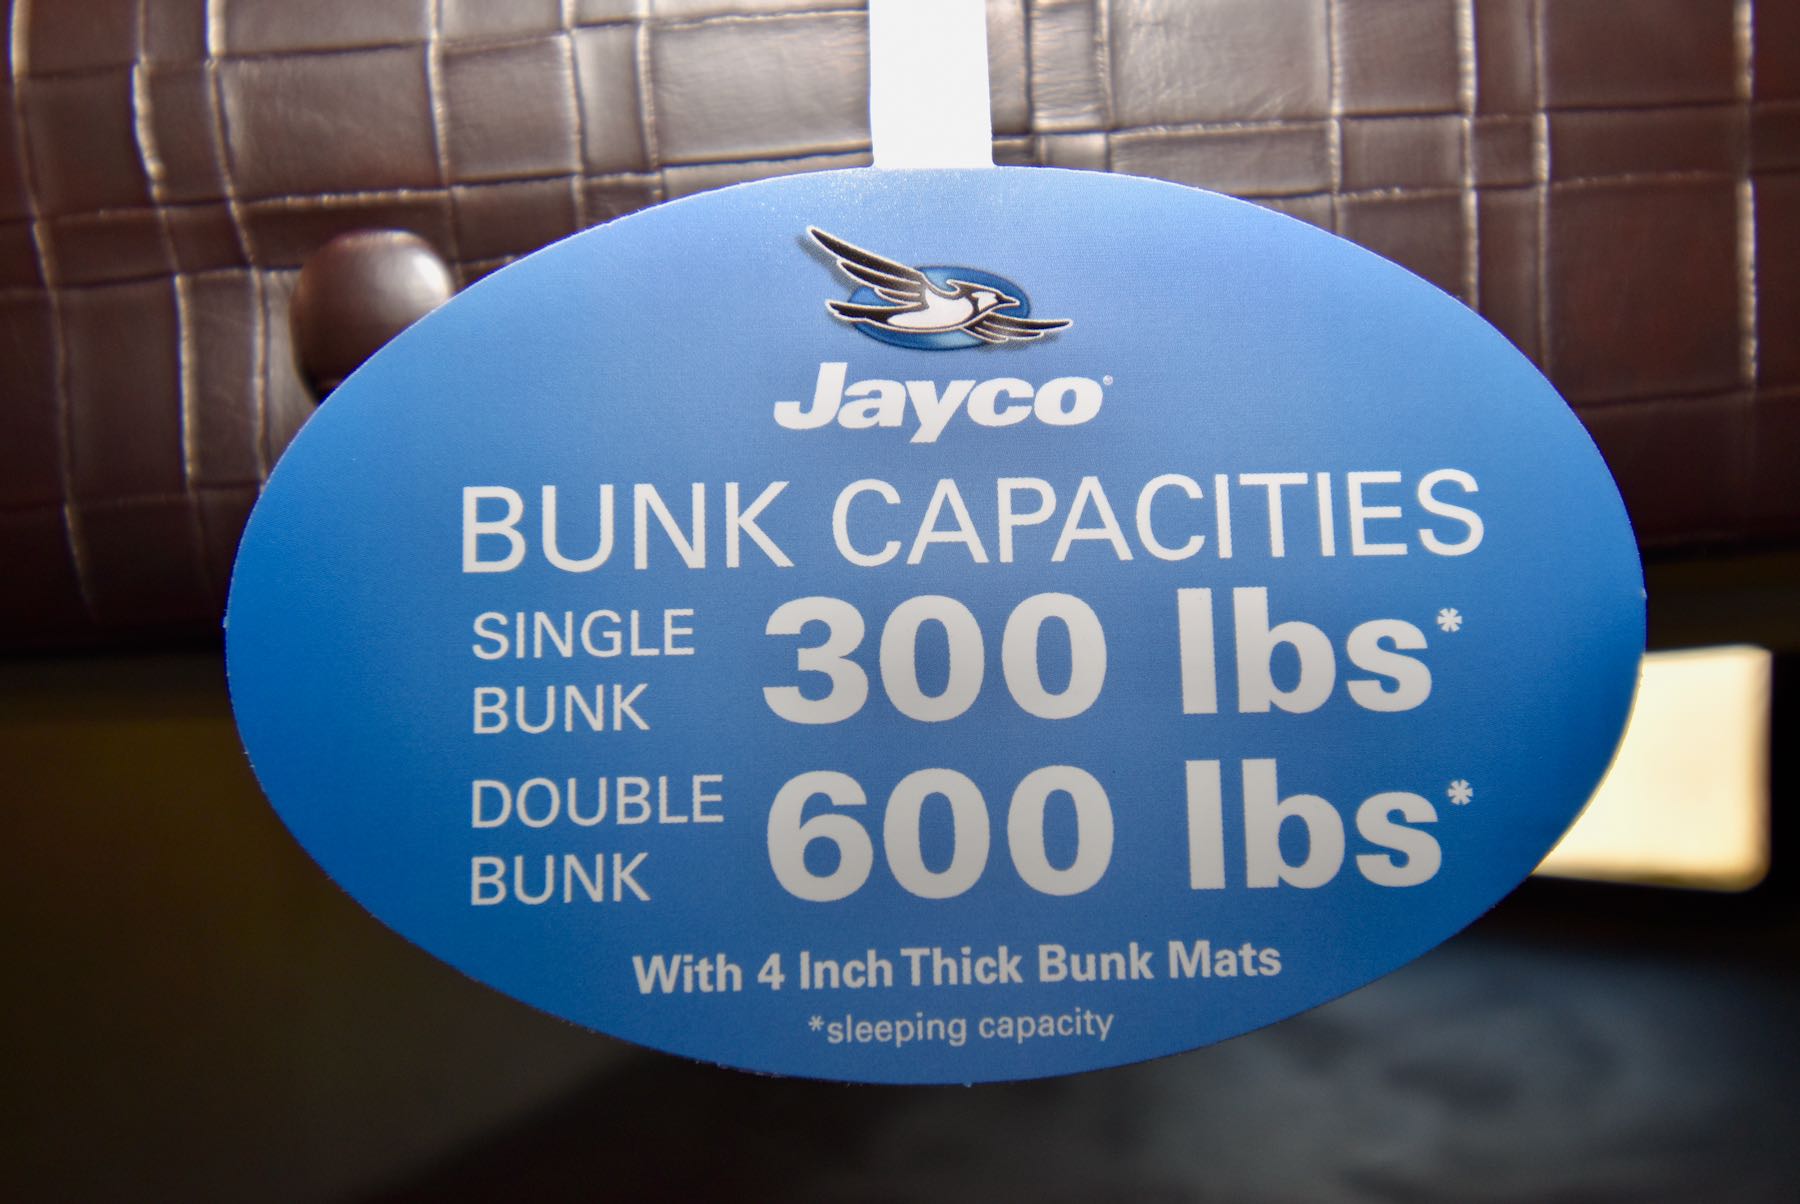 Jayco®
BUNK CAPACITIES
SINGLE BUNK 300 lbs*
DOUBLE BUNK 600 lbs*
With 4 Inch Thick Bunk Mats
*sleeping capacity